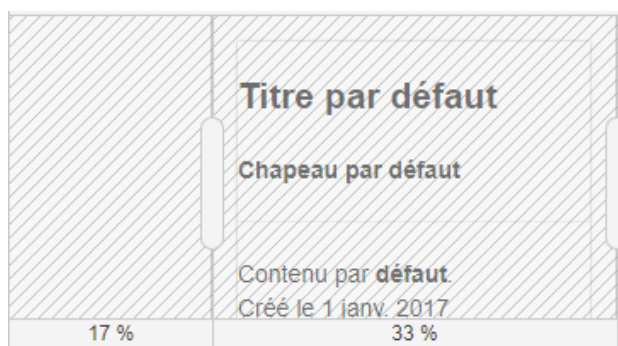 Titre par défaut
Chapeau par défaut
Contenu par défaut.
Créé le 1 janv. 2017
17 %
33 %